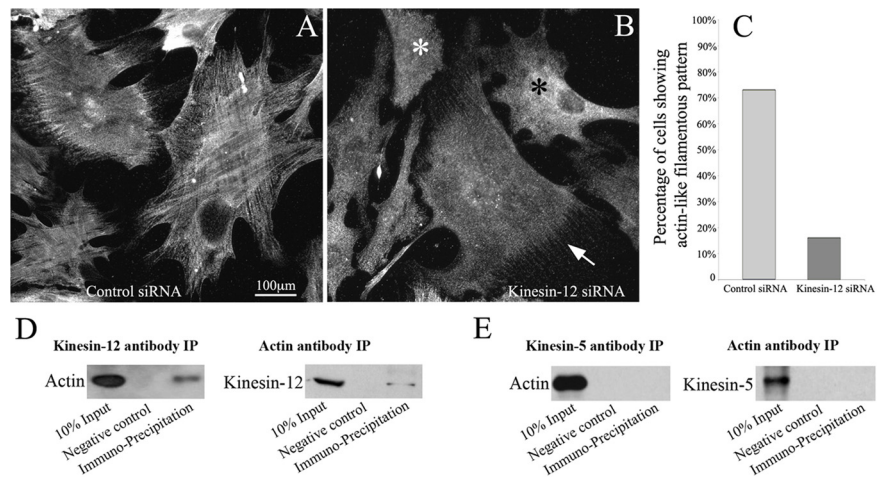 A
Control siRNA
100μm
B
*
*
Kinesin-12 siRNA
C
Percentage of cells showing
actin-like filamentous pattern
100%
90%
80%
70%
60%
50%
40%
30%
20%
10%
0
Control siRNA Kinesin-12 siRNA
D
Kinesin-12 antibody IP
Actin
10% Input
Negative control
Immuno-Precipitation
Actin antibody IP
Kinesin-12
10% Input
Negative control
Immuno-Precipitation
E
Kinesin-5 antibody IP
Actin
10% Input
Negative control
Immuno-Precipitation
Actin antibody IP
Kinesin-5
10% Input
Negative control
Immuno-Precipitation